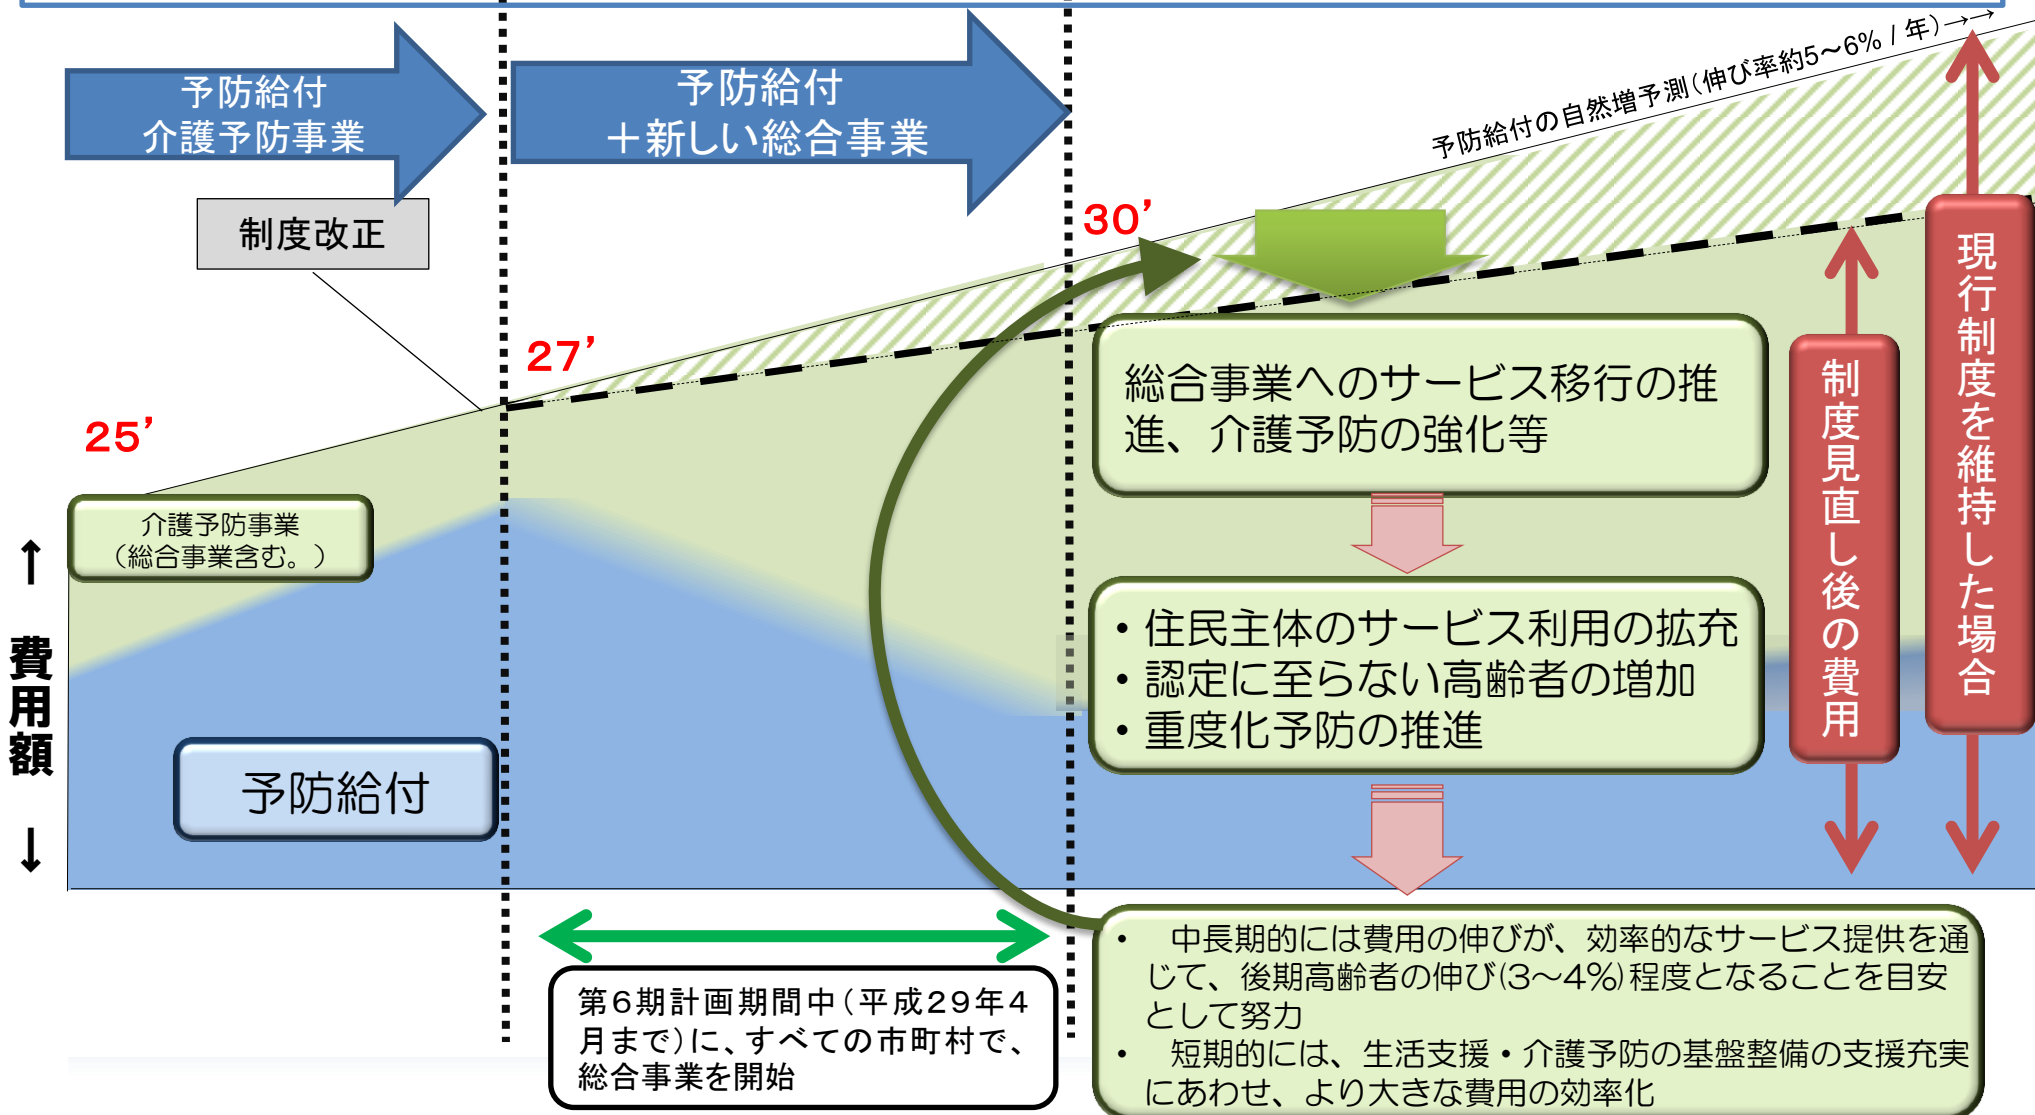 予防給付
介護予防事業
予防給付
＋新しい総合事業
予防給付の自然増予測（伸び率約5～6% / 年）→→
制度改正
30’
27’
25’
現行制度を維持した場合
制度見直し後の費用
総合事業へのサービス移行の推
進、介護予防の強化等
介護予防事業
（総合事業含む。）
↑ 費用額 ↓
・住民主体のサービス利用の拡充
・認定に至らない高齢者の増加
・重度化予防の推進
予防給付
第６期計画期間中（平成２９年４
月まで）に、すべての市町村で、
総合事業を開始
• 中長期的には費用の伸びが、効率的なサービス提供を通
じて、後期高齢者の伸び(3～4%)程度となることを目安
として努力
• 短期的には、生活支援・介護予防の基盤整備の支援充実
にあわせ、より大きな費用の効率化